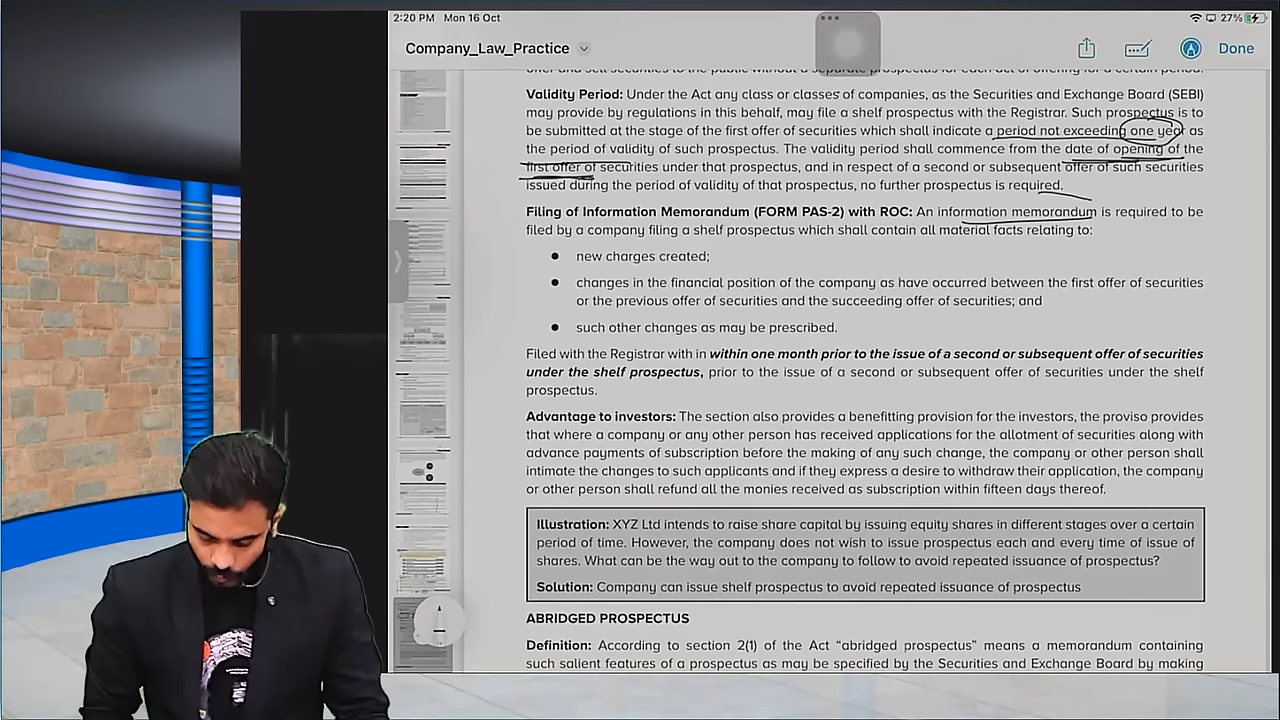 2:20 PM Mon 16 Oct
27%
Company_Law_Practice
Done
offer and sell securities to the public without a separate prospectus for each act of offering for a certain period.
Validity Period: Under the Act any class or classes of companies, as the Securities and Exchange Board (SEBI)
may provide by regulations in this behalf, may file a shelf prospectus with the Registrar. Such prospectus is to
be submitted at the stage of the first offer of securities which shall indicate a period not exceeding one year as
the period of validity of such prospectus. The validity period shall commence from the date of opening of the
first offer of securities under that prospectus, and in respect of a second or subsequent offer of such securities
issued during the period of validity of that prospectus, no further prospectus is required.
Filing of Information Memorandum (FORM PAS-2) with ROC: An information memorandum is required to be
filed by a company filing a shelf prospectus which shall contain all material facts relating to:
● new charges created;
● changes in the financial position of the company as have occurred between the first offer of securities
or the previous offer of securities and the succeeding offer of securities; and
● such other changes as may be prescribed.
Filed with the Registrar with in within one month prior to the issue of a second or subsequent offer of securities
under the shelf prospectus, prior to the issue of a second or subsequent offer of securities under the shelf
prospectus.
Advantage to investors: The section also provides a benefitting provision for the investors, the proviso provides
that where a company or any other person has received applications for the allotment of securities along with
advance payments of subscription before the making of any such change, the company or other person shall
intimate the changes to such applicants and if they express a desire to withdraw their application, the company
or other person shall refund all the monies received as subscription within fifteen days thereof.
Illustration: XYZ Ltd intends to raise share capital by issuing equity shares in different stages over a certain
period of time. However, the company does not wish to issue prospectus each and every time of issue of
shares. What can be the way out to the company to follow to avoid repeated issuance of prospectus?
Solution: Company can issue shelf prospectus to avoid repeated issuance of prospectus
ABRIDGED PROSPECTUS
Definition: According to section 2(1) of the Act "abridged prospectus" means a memorandum containing
such salient features of a prospectus as may be specified by the Securities and Exchange Board by making